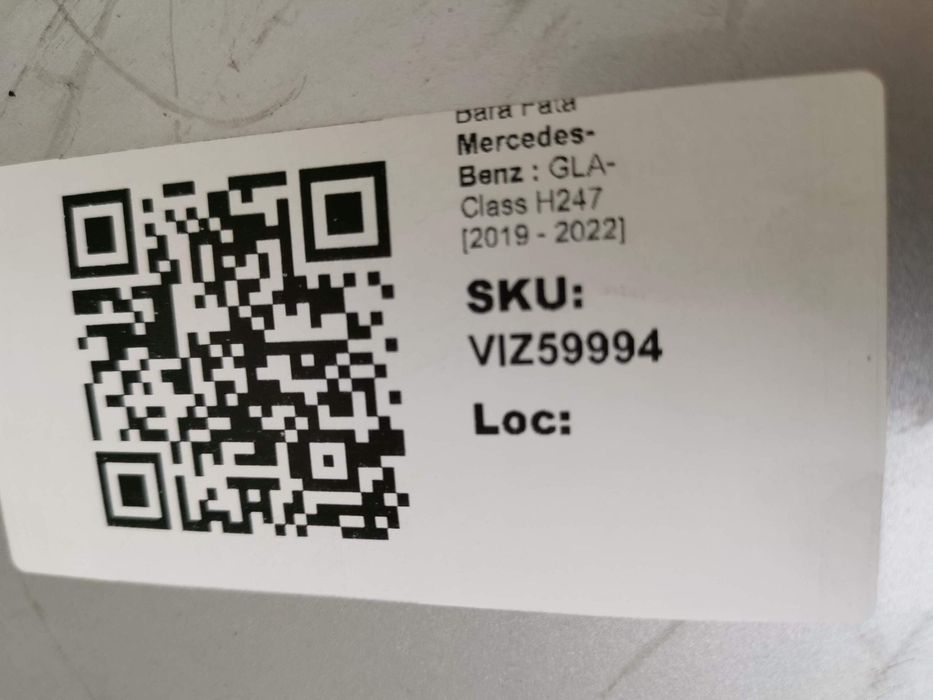 Bara Fata
Mercedes-
Benz : GLA-
Class H247
[2019 - 2022]
SKU:
VIZ59994
Loc: